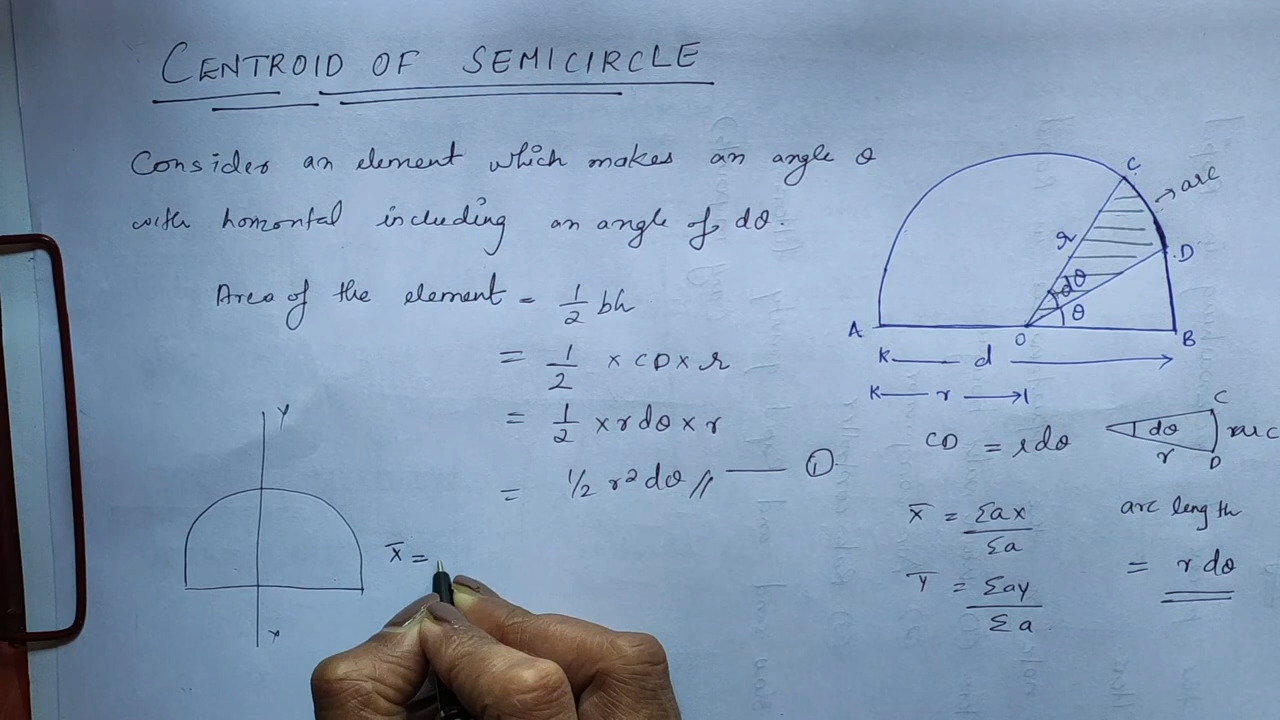 CENTROID OF SEMICIRCLE
Consider an element which makes an angle θ
with horizontal including an angle of dθ.
Area of the element = 1/2 bh
= 1/2 × CD × r
= 1/2 × r dθ × r
= 1/2 r² dθ // —— ①
Y
Y
X̄ =
C
→ arc
r
D
dθ
θ
A
O
B
d
r
CD = r dθ
C
dθ
arc
r
D
X̄ = Σax / Σa
Ȳ = Σay / Σa
arc length
= r dθ